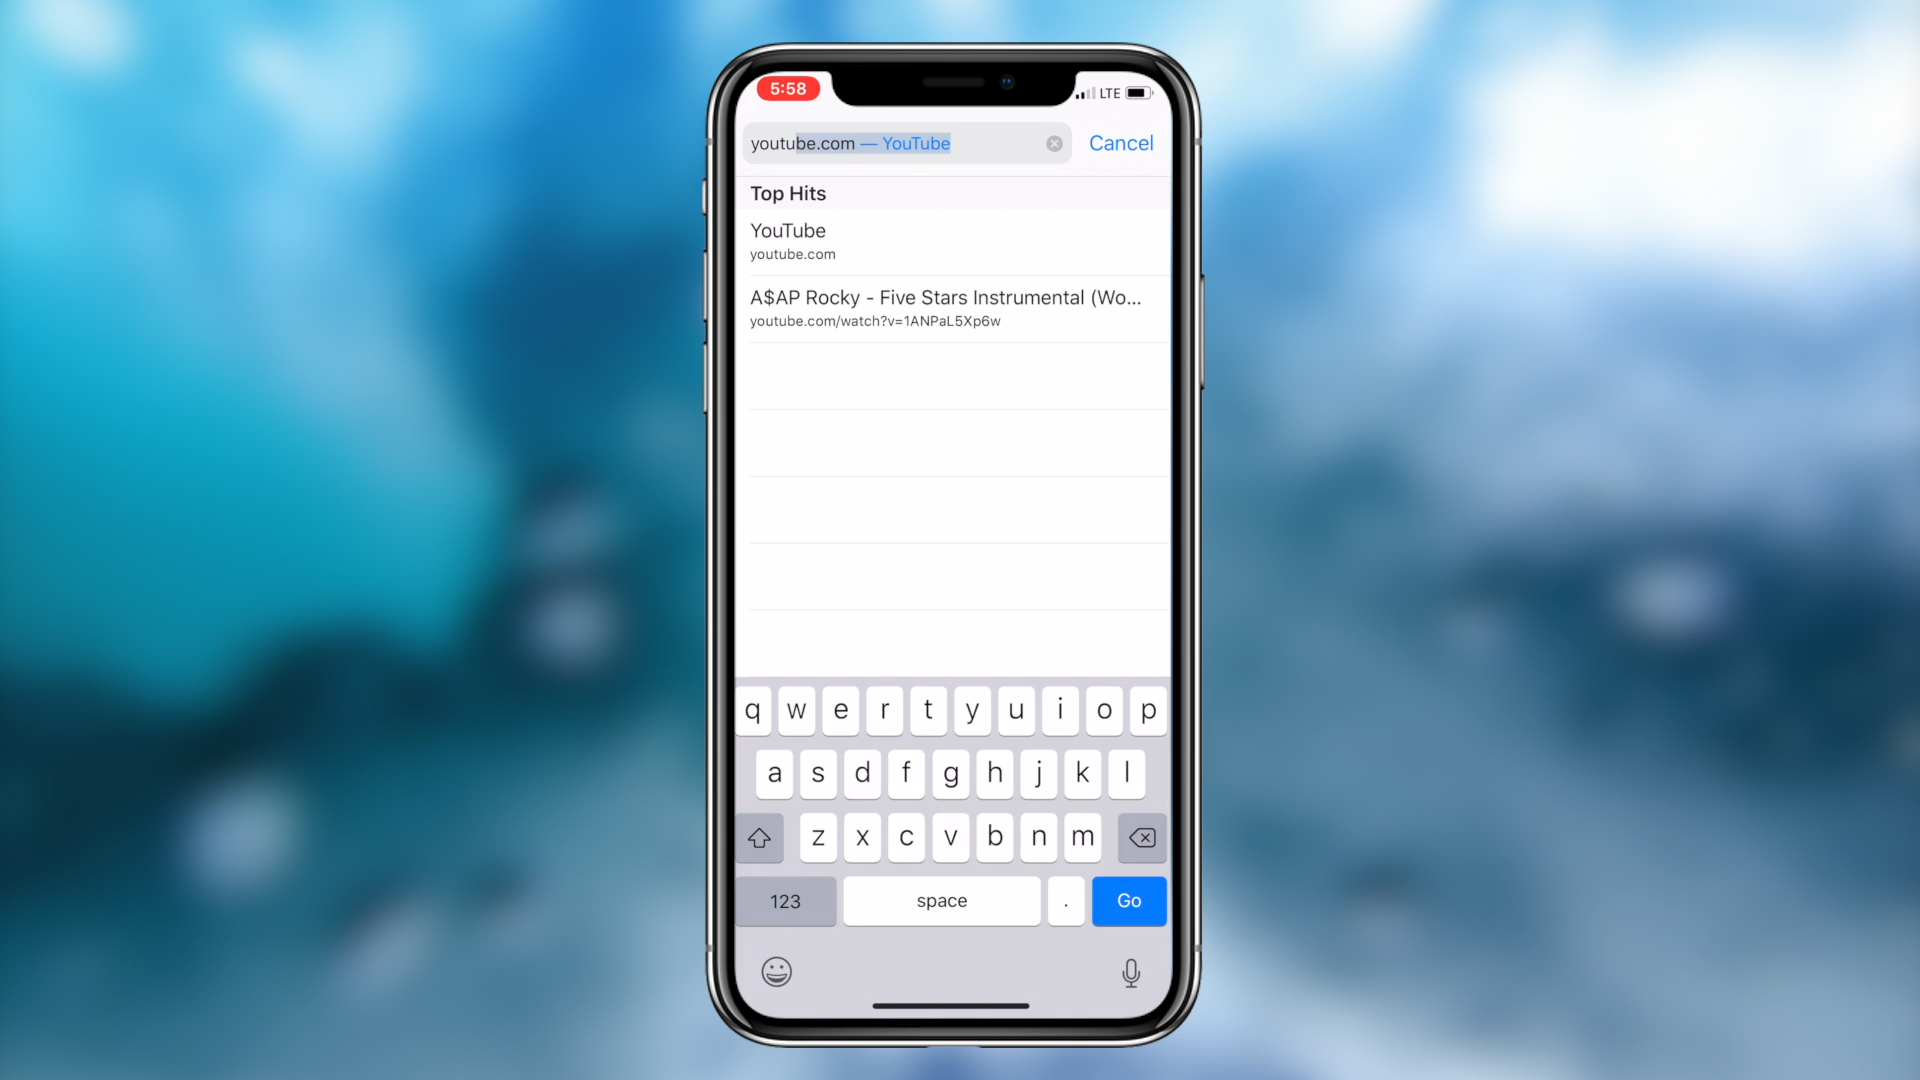 5:58
LTE
youtube.com — YouTube
Cancel
Top Hits
YouTube
youtube.com
A$AP Rocky - Five Stars Instrumental (Wo...
youtube.com/watch?v=1ANPaL5Xp6w
q w e r t y u i o p
a s d f g h j k l
z x c v b n m
123 space . Go